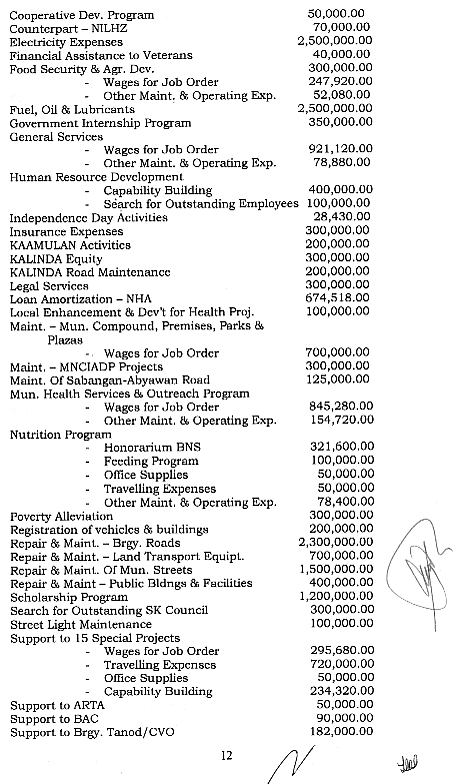 Cooperative Dev. Program 50,000.00
Counterpart – NILHZ 70,000.00
Electricity Expenses 2,500,000.00
Financial Assistance to Veterans 40,000.00
Food Security & Agr. Dev. 300,000.00
- Wages for Job Order 247,920.00
- Other Maint. & Operating Exp. 52,080.00
Fuel, Oil & Lubricants 2,500,000.00
Government Internship Program 350,000.00
General Services
- Wages for Job Order 921,120.00
- Other Maint. & Operating Exp. 78,880.00
Human Resource Development
- Capability Building 400,000.00
- Search for Outstanding Employees 100,000.00
Independence Day Activities 28,430.00
Insurance Expenses 300,000.00
KAAMULAN Activities 200,000.00
KALINDA Equity 300,000.00
KALINDA Road Maintenance 200,000.00
Legal Services 300,000.00
Loan Amortization – NHA 674,518.00
Local Enhancement & Dev't for Health Proj. 100,000.00
Maint. – Mun. Compound, Premises, Parks &
Plazas
- Wages for Job Order 700,000.00
Maint. – MNCIADP Projects 300,000.00
Maint. Of Sabangan-Abyawan Road 125,000.00
Mun. Health Services & Outreach Program
- Wages for Job Order 845,280.00
- Other Maint. & Operating Exp. 154,720.00
Nutrition Program
- Honorarium BNS 321,600.00
- Feeding Program 100,000.00
- Office Supplies 50,000.00
- Travelling Expenses 50,000.00
- Other Maint. & Operating Exp. 78,400.00
Poverty Alleviation 300,000.00
Registration of vehicles & buildings 200,000.00
Repair & Maint. – Brgy. Roads 2,300,000.00
Repair & Maint. – Land Transport Equipt. 700,000.00
Repair & Maint. Of Mun. Streets 1,500,000.00
Repair & Maint – Public Bldngs & Facilities 400,000.00
Scholarship Program 1,200,000.00
Search for Outstanding SK Council 300,000.00
Street Light Maintenance 100,000.00
Support to 15 Special Projects
- Wages for Job Order 295,680.00
- Travelling Expenses 720,000.00
- Office Supplies 50,000.00
- Capability Building 234,320.00
Support to ARTA 50,000.00
Support to BAC 90,000.00
Support to Brgy. Tanod/CVO 182,000.00
12